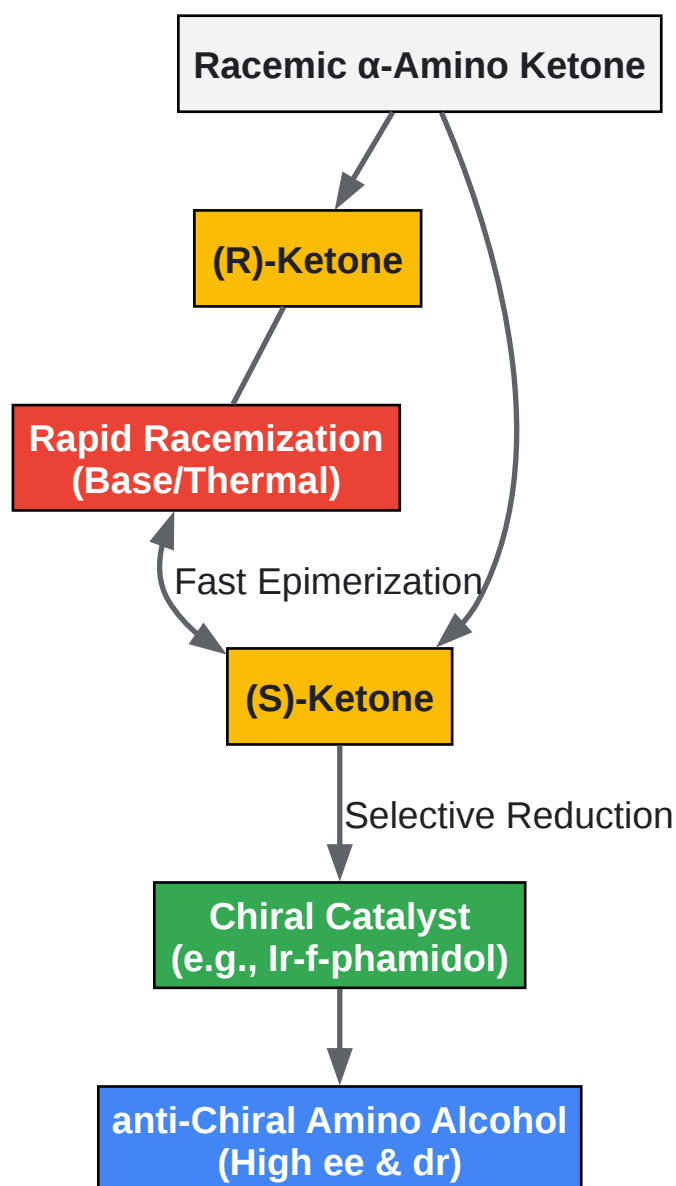 Racemic α-Amino Ketone
(R)-Ketone
Rapid Racemization
(Base/Thermal)
Fast Epimerization
(S)-Ketone
Selective Reduction
Chiral Catalyst
(e.g., Ir-f-phamidol)
anti-Chiral Amino Alcohol
(High ee & dr)